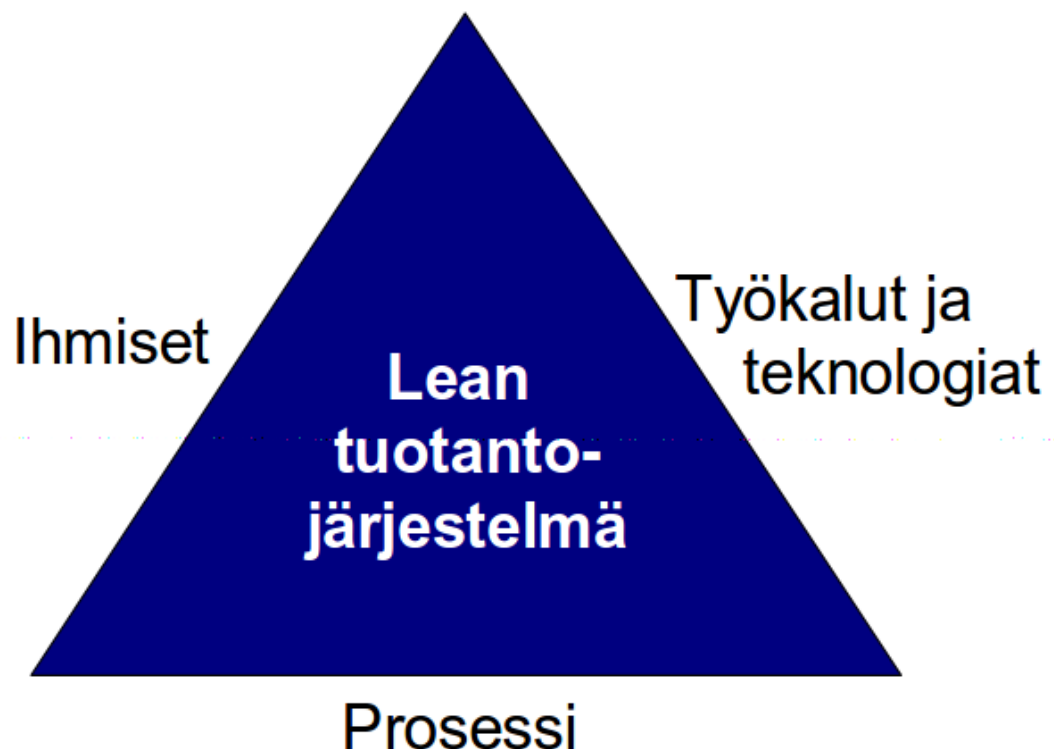 Ihmiset
Työkalut ja
teknologiat
Lean
tuotanto-
järjestelmä
Prosessi